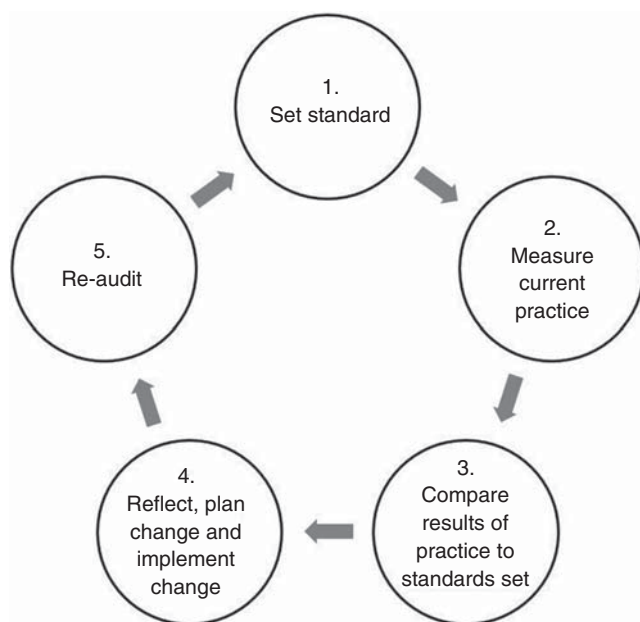 1.
Set standard
2.
Measure
current
practice
3.
Compare
results of
practice to
standards set
4.
Reflect, plan
change and
implement
change
5.
Re-audit